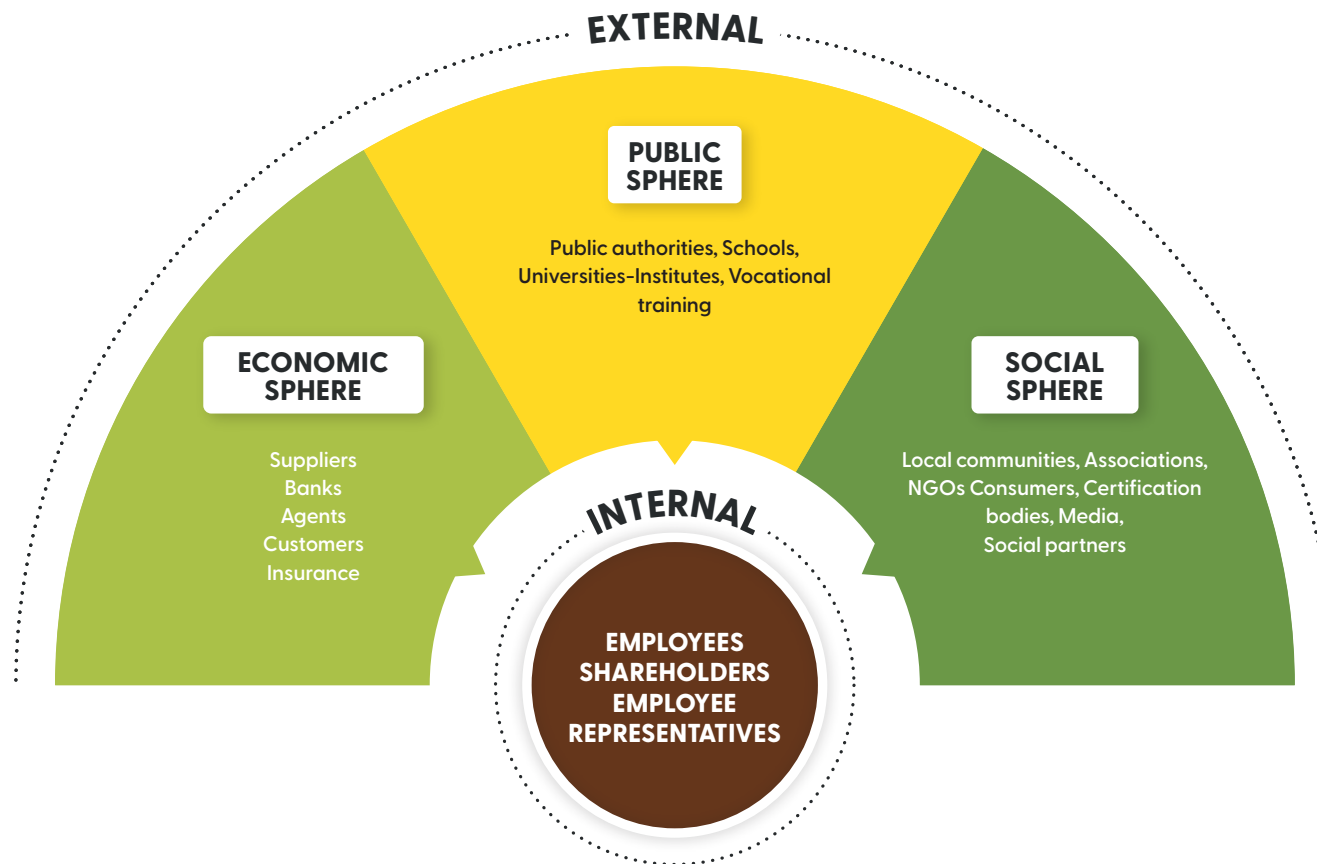 EXTERNAL
PUBLIC
SPHERE
Public authorities, Schools,
Universities-Institutes, Vocational
training
ECONOMIC
SPHERE
Suppliers
Banks
Agents
Customers
Insurance
SOCIAL
SPHERE
Local communities, Associations,
NGOs Consumers, Certification
bodies, Media,
Social partners
INTERNAL
EMPLOYEES
SHAREHOLDERS
EMPLOYEE
REPRESENTATIVES